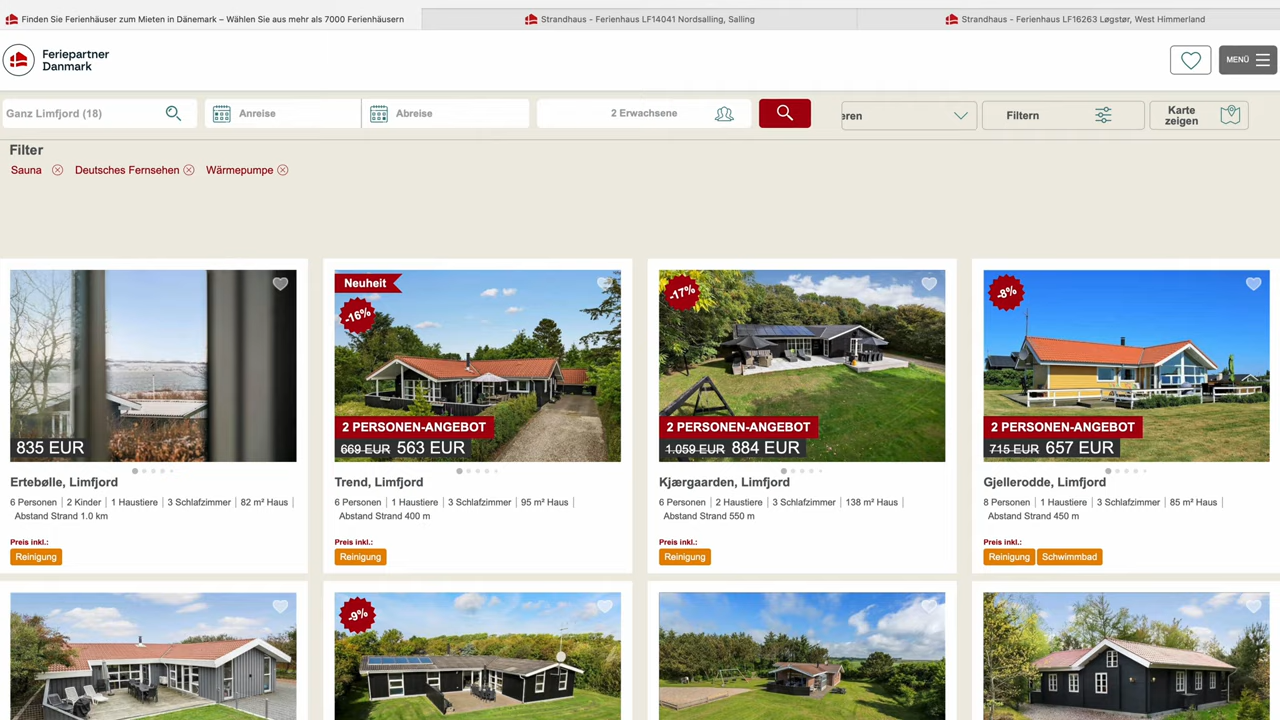 Finden Sie Ferienhäuser zum Mieten in Dänemark – Wählen Sie aus mehr als 7000 Ferienhäusern
Strandhaus - Ferienhaus LF14041 Nordsalling, Salling
Strandhaus - Ferienhaus LF16263 Løgstør, West Himmerland
Feriepartner
Danmark
MENÜ
Ganz Limfjord (18)
Anreise
Abreise
2 Erwachsene
eren
Filtern
Karte
zeigen
Filter
Sauna
Deutsches Fernsehen
Wärmepumpe
835 EUR
Ertebølle, Limfjord
6 Personen | 2 Kinder | 1 Haustiere | 3 Schlafzimmer | 82 m² Haus |
Abstand Strand 1.0 km
Preis inkl.:
Reinigung
Neuheit
-16%
2 PERSONEN-ANGEBOT
669 EUR 563 EUR
Trend, Limfjord
6 Personen | 1 Haustiere | 3 Schlafzimmer | 95 m² Haus |
Abstand Strand 400 m
Preis inkl.:
Reinigung
-17%
2 PERSONEN-ANGEBOT
1.059 EUR 884 EUR
Kjærgaarden, Limfjord
6 Personen | 2 Haustiere | 3 Schlafzimmer | 138 m² Haus |
Abstand Strand 550 m
Preis inkl.:
Reinigung
-8%
2 PERSONEN-ANGEBOT
715 EUR 657 EUR
Gjellerodde, Limfjord
8 Personen | 1 Haustiere | 3 Schlafzimmer | 85 m² Haus |
Abstand Strand 450 m
Preis inkl.:
Reinigung
Schwimmbad
-9%